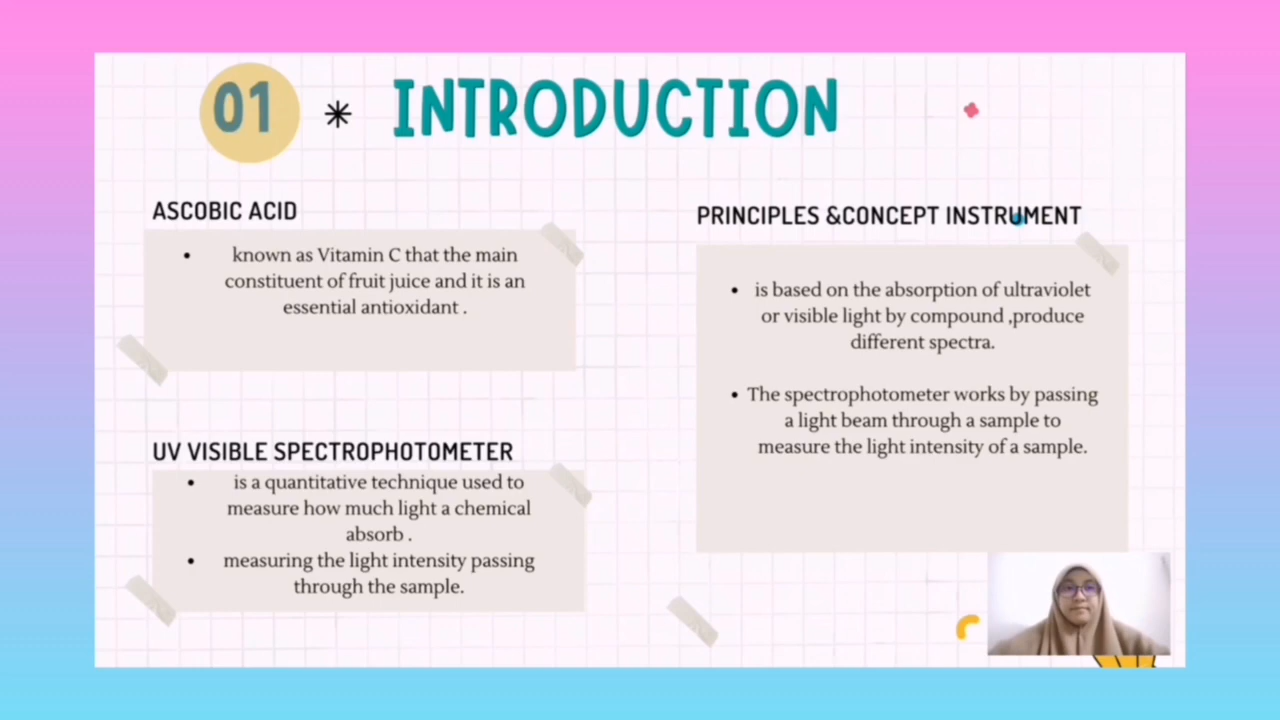 01
INTRODUCTION
ASCOBIC ACID
known as Vitamin C that the main
constituent of fruit juice and it is an
essential antioxidant .
UV VISIBLE SPECTROPHOTOMETER
is a quantitative technique used to
measure how much light a chemical
absorb .
measuring the light intensity passing
through the sample.
PRINCIPLES &CONCEPT INSTRUMENT
is based on the absorption of ultraviolet
or visible light by compound ,produce
different spectra.
The spectrophotometer works by passing
a light beam through a sample to
measure the light intensity of a sample.